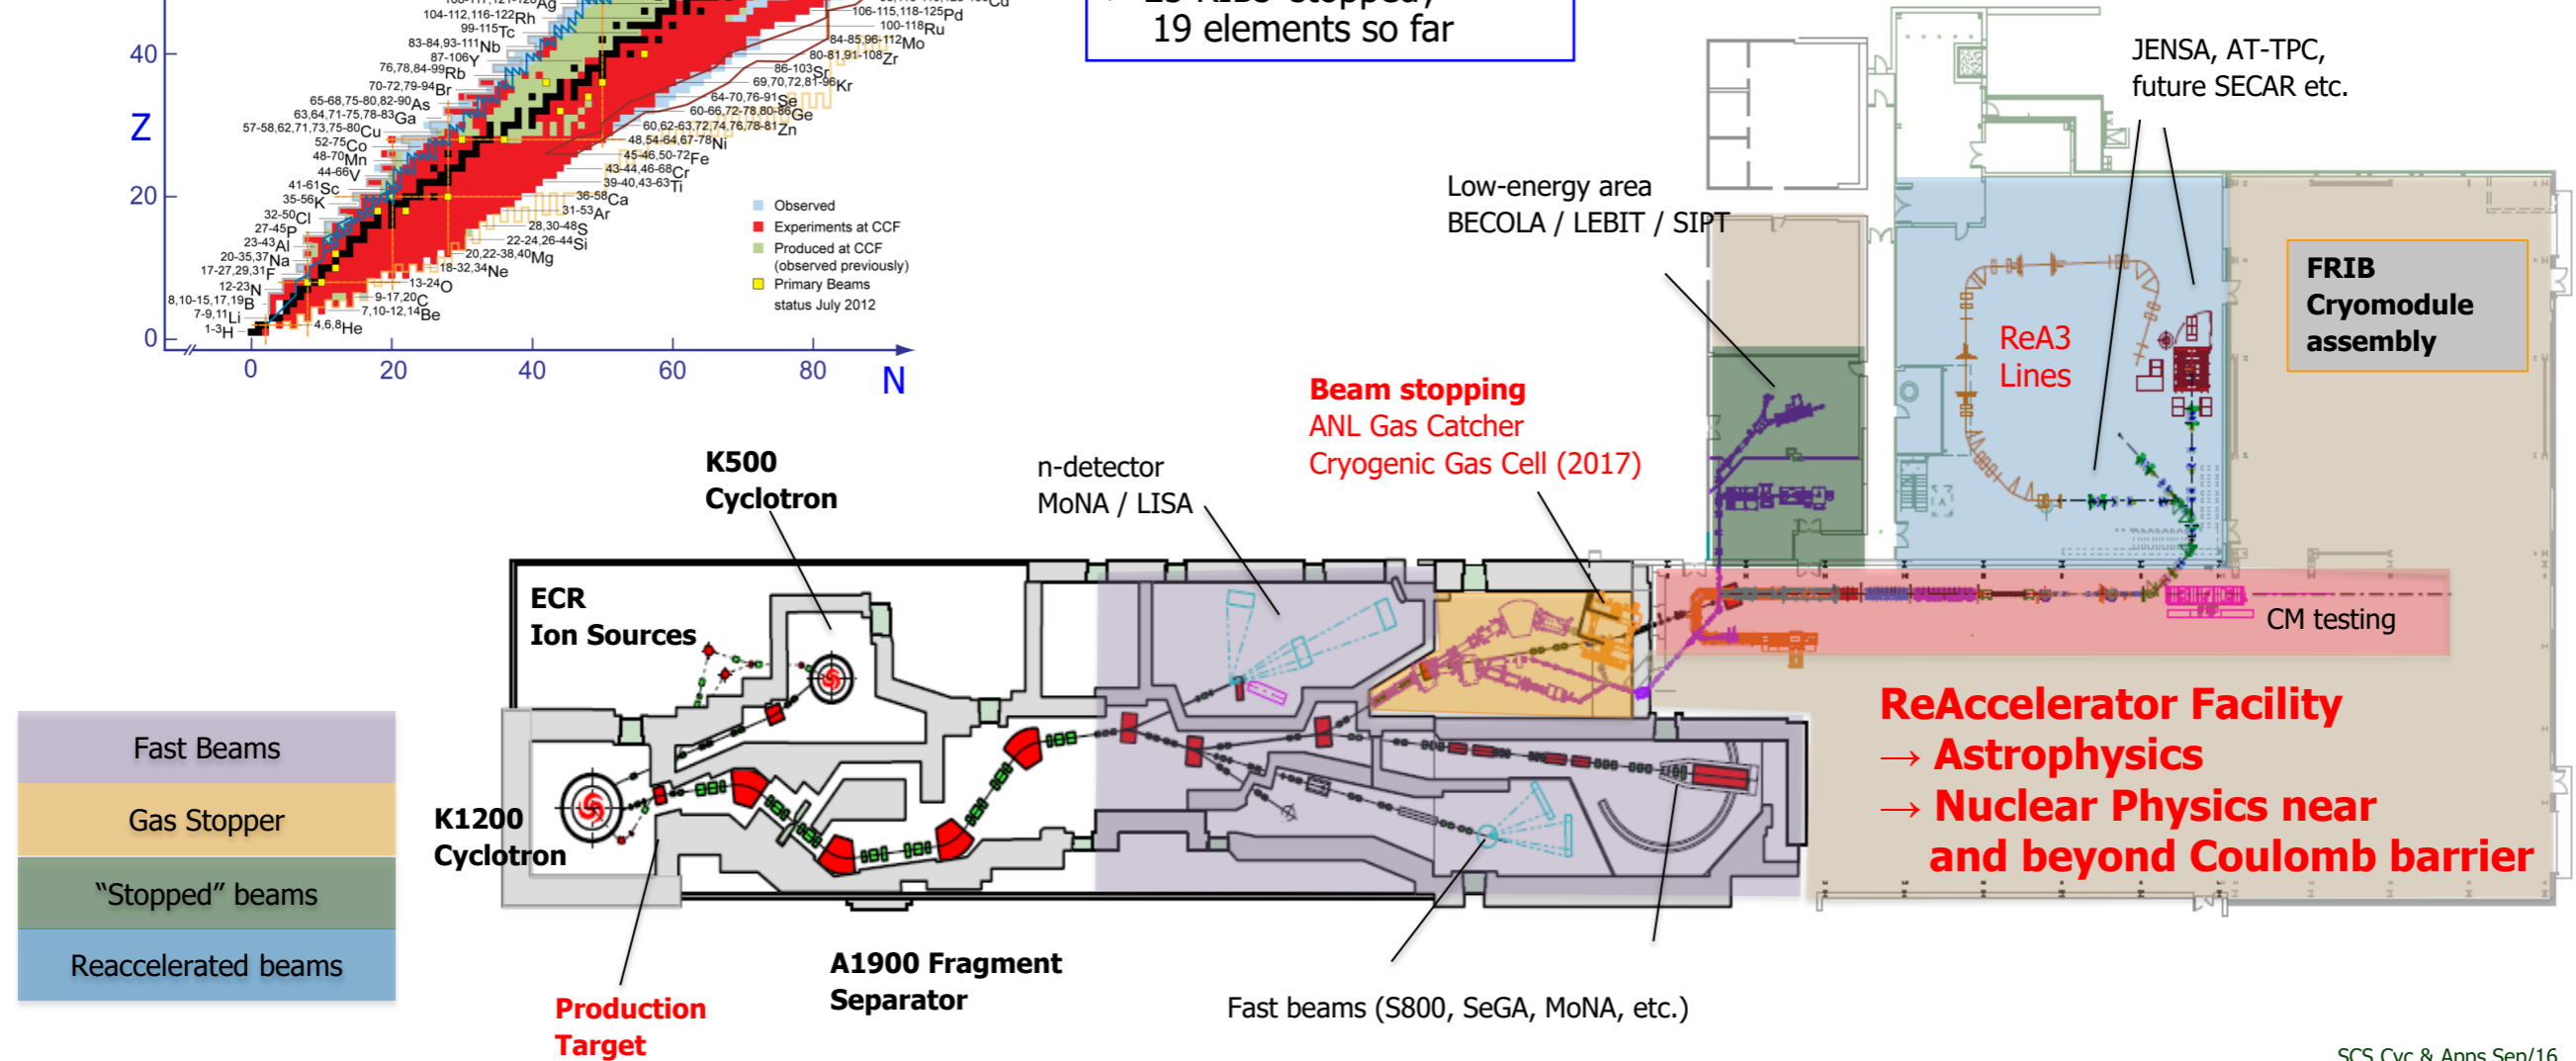 104-112,116-122Rh
99-115Tc
83-84,93-111Nb
87-106Y
76,78,84-99Rb
70-72,79-94Br
65-68,75-80,82-90As
63,64,71-75,78-83Ga
57-58,62,71,73,75-80Cu
52-75Co
48-70Mn
44-66V
41-61Sc
35-56K
32-50Cl
27-45P
23-43Al
20-35,37Na
17-27,29,31F
12-23N
8,10-15,17,19B
7-9,11Li
1-3H
106-115,118-125Pd
100-118Ru
84-85,96-112Mo
80-81,91-108Zr
86-103Sr
69,70,72,81-96Kr
64-70,76-91Se
60-66,72-78,80-86Ge
60,62-63,72,74,76,78-81Zn
48,54-64,67-78Ni
45-46,50-72Fe
43-44,46-68Cr
39-40,43-63Ti
36-58Ca
31-53Ar
28,30-48S
22-24,26-44Si
20,22-38,40Mg
18-32,34Ne
13-24O
9-17,20C
7,10-12,14Be
4,6,8He
40
Z
20
0
0
20
40
60
80
N
Observed
Experiments at CCF
Produced at CCF
(observed previously)
Primary Beams
status July 2012
19 elements so far
JENSA, AT-TPC,
future SECAR etc.
Low-energy area
BECOLA / LEBIT / SIPT
FRIB
Cryomodule
assembly
ReA3
Lines
Beam stopping
ANL Gas Catcher
Cryogenic Gas Cell (2017)
K500
Cyclotron
n-detector
MoNA / LISA
ECR
Ion Sources
CM testing
ReAccelerator Facility
→ Astrophysics
→ Nuclear Physics near
and beyond Coulomb barrier
Fast Beams
Gas Stopper
“Stopped” beams
Reaccelerated beams
K1200
Cyclotron
A1900 Fragment
Separator
Production
Target
Fast beams (S800, SeGA, MoNA, etc.)
SCS Cyc & Apps Sep/16